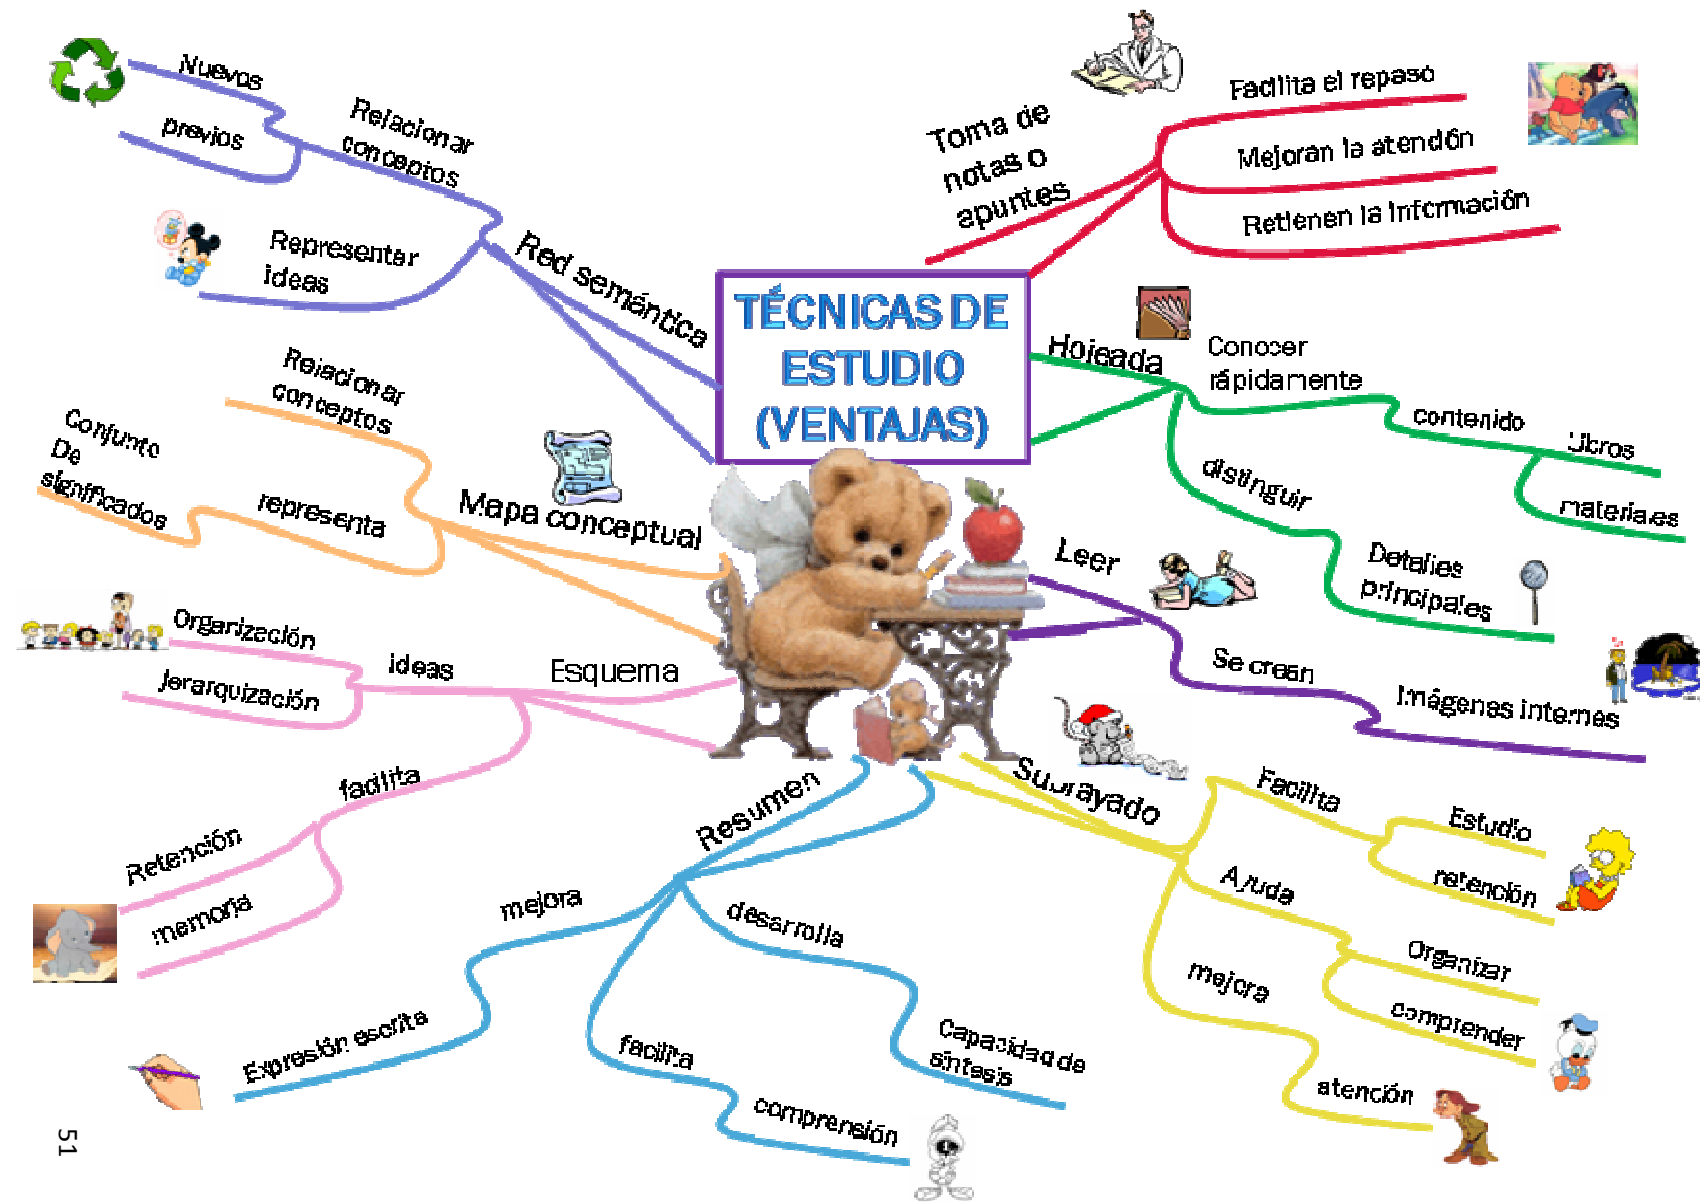 TÉCNICAS DE
ESTUDIO
(VENTAJAS)
Toma de
notas o
apuntes
Facilita el repaso
Mejoran la atención
Retienen la Información
Hojeada
Conocer
rápidamente
contenido
Libros
materiales
distinguir
Detalles
principales
Leer
Se crean
Imágenes internes
Subrayado
Facilita
Estudio
retención
Ayuda
Organizar
comprender
mejora
atención
Resumen
mejora
Expresión escrita
desarrolla
Capacidad de
síntesis
facilita
comprensión
Esquema
ideas
Organización
Jerarquización
facilita
Retención
memoria
Mapa conceptual
Relacionar
conceptos
representa
Conjunto
De
significados
Red semántica
Relacionar
conceptos
Nuevos
previos
Representar
ideas
51